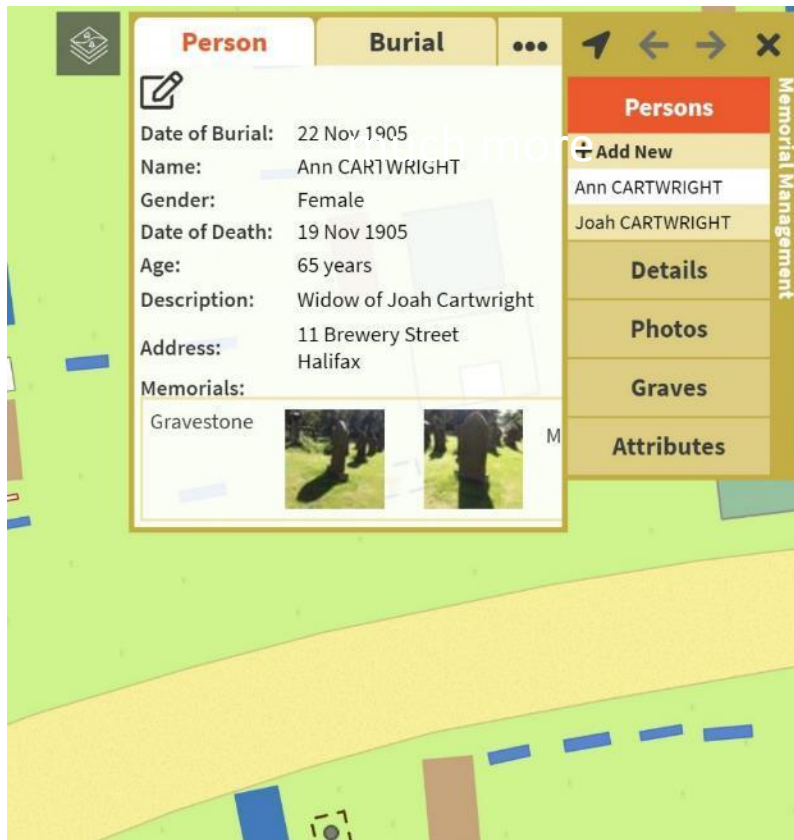 Person
Burial
Date of Burial: 22 Nov 1905
much more
Name: Ann CARTWRIGHT
Gender: Female
Date of Death: 19 Nov 1905
Age: 65 years
Description: Widow of Joah Cartwright
Address: 11 Brewery Street
Halifax
Memorials:
Gravestone
M
Persons
+ Add New
Ann CARTWRIGHT
Joah CARTWRIGHT
Details
Photos
Graves
Attributes
Memorial Management